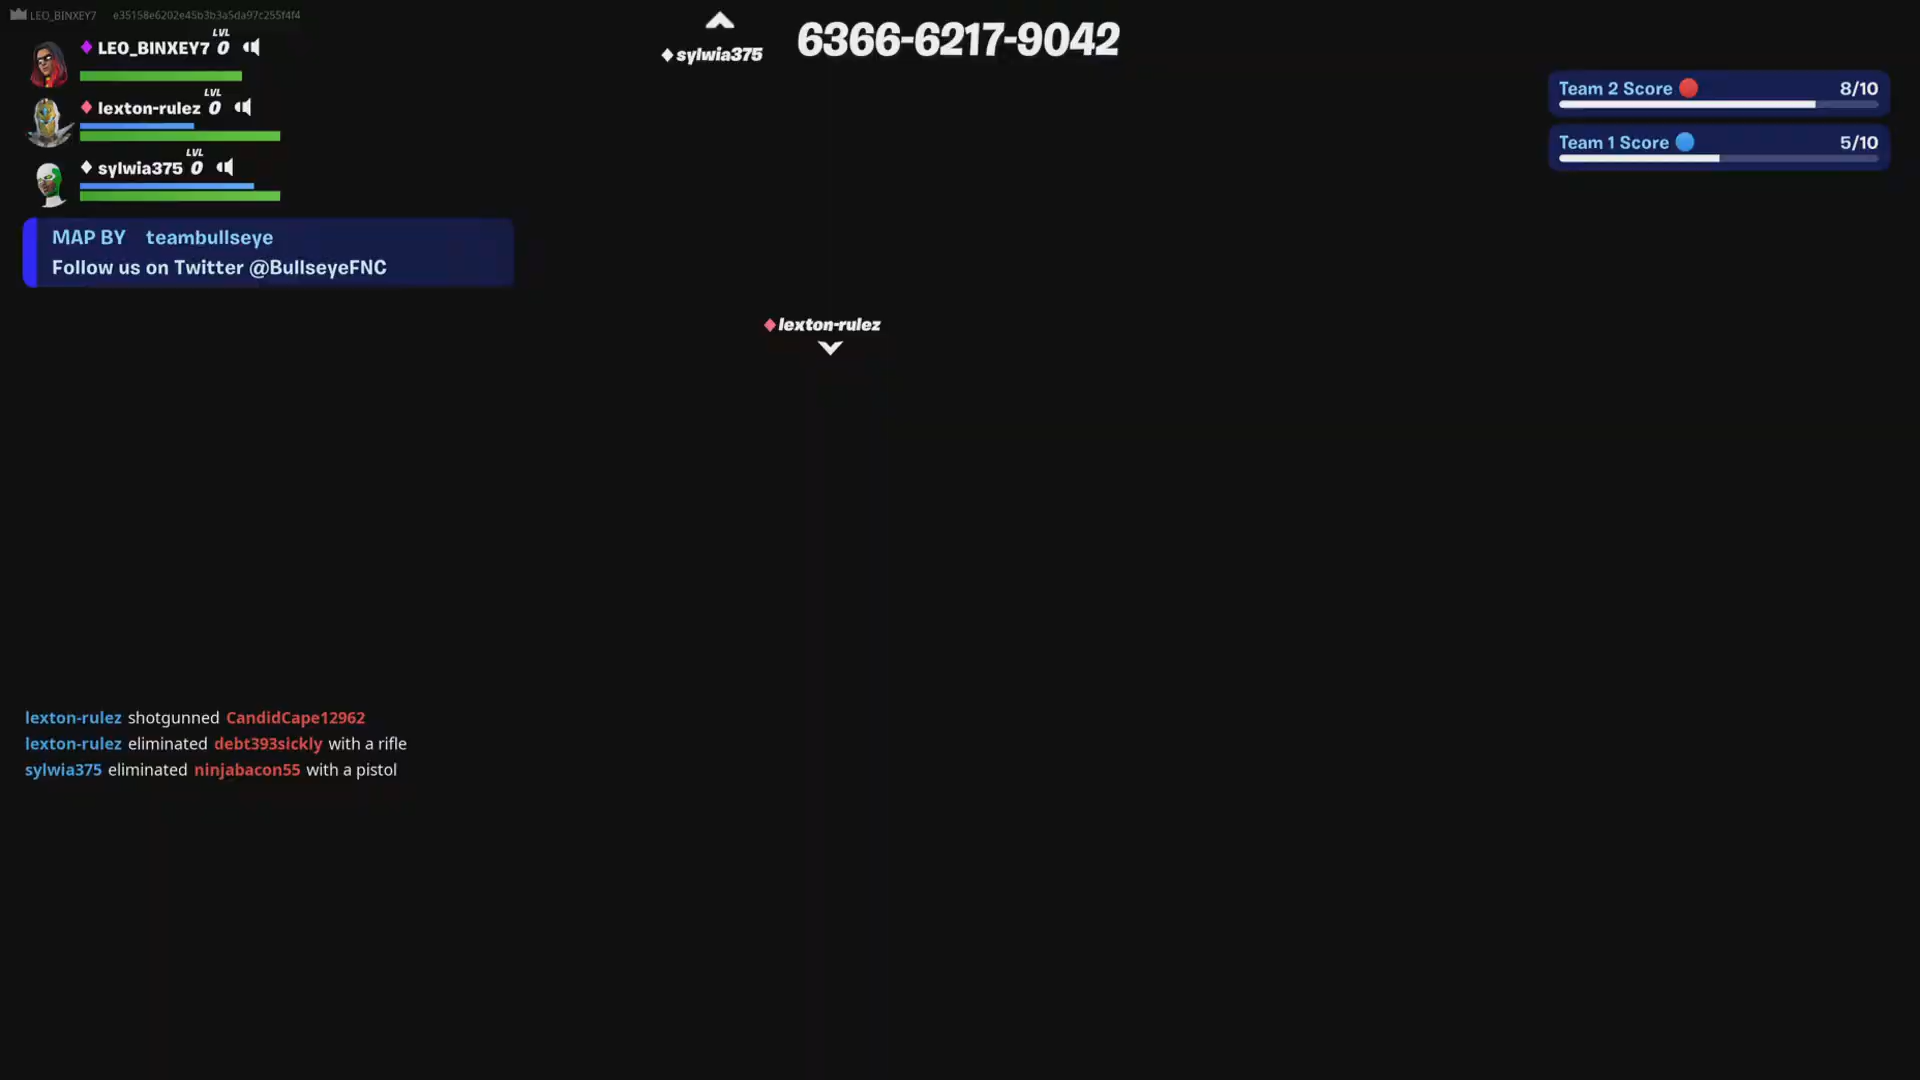 LEO_BINXEY7 e35158e6202e45b3b3a5da97c255f4f4
LVL
LEO_BINXEY7 0
LVL
lexton-rulez 0
LVL
sylwia375 0
MAP BY teambullseye
Follow us on Twitter @BullseyeFNC
sylwia375
6366-6217-9042
Team 2 Score 8/10
Team 1 Score 5/10
lexton-rulez
lexton-rulez shotgunned CandidCape12962
lexton-rulez eliminated debt393sickly with a rifle
sylwia375 eliminated ninjabacon55 with a pistol